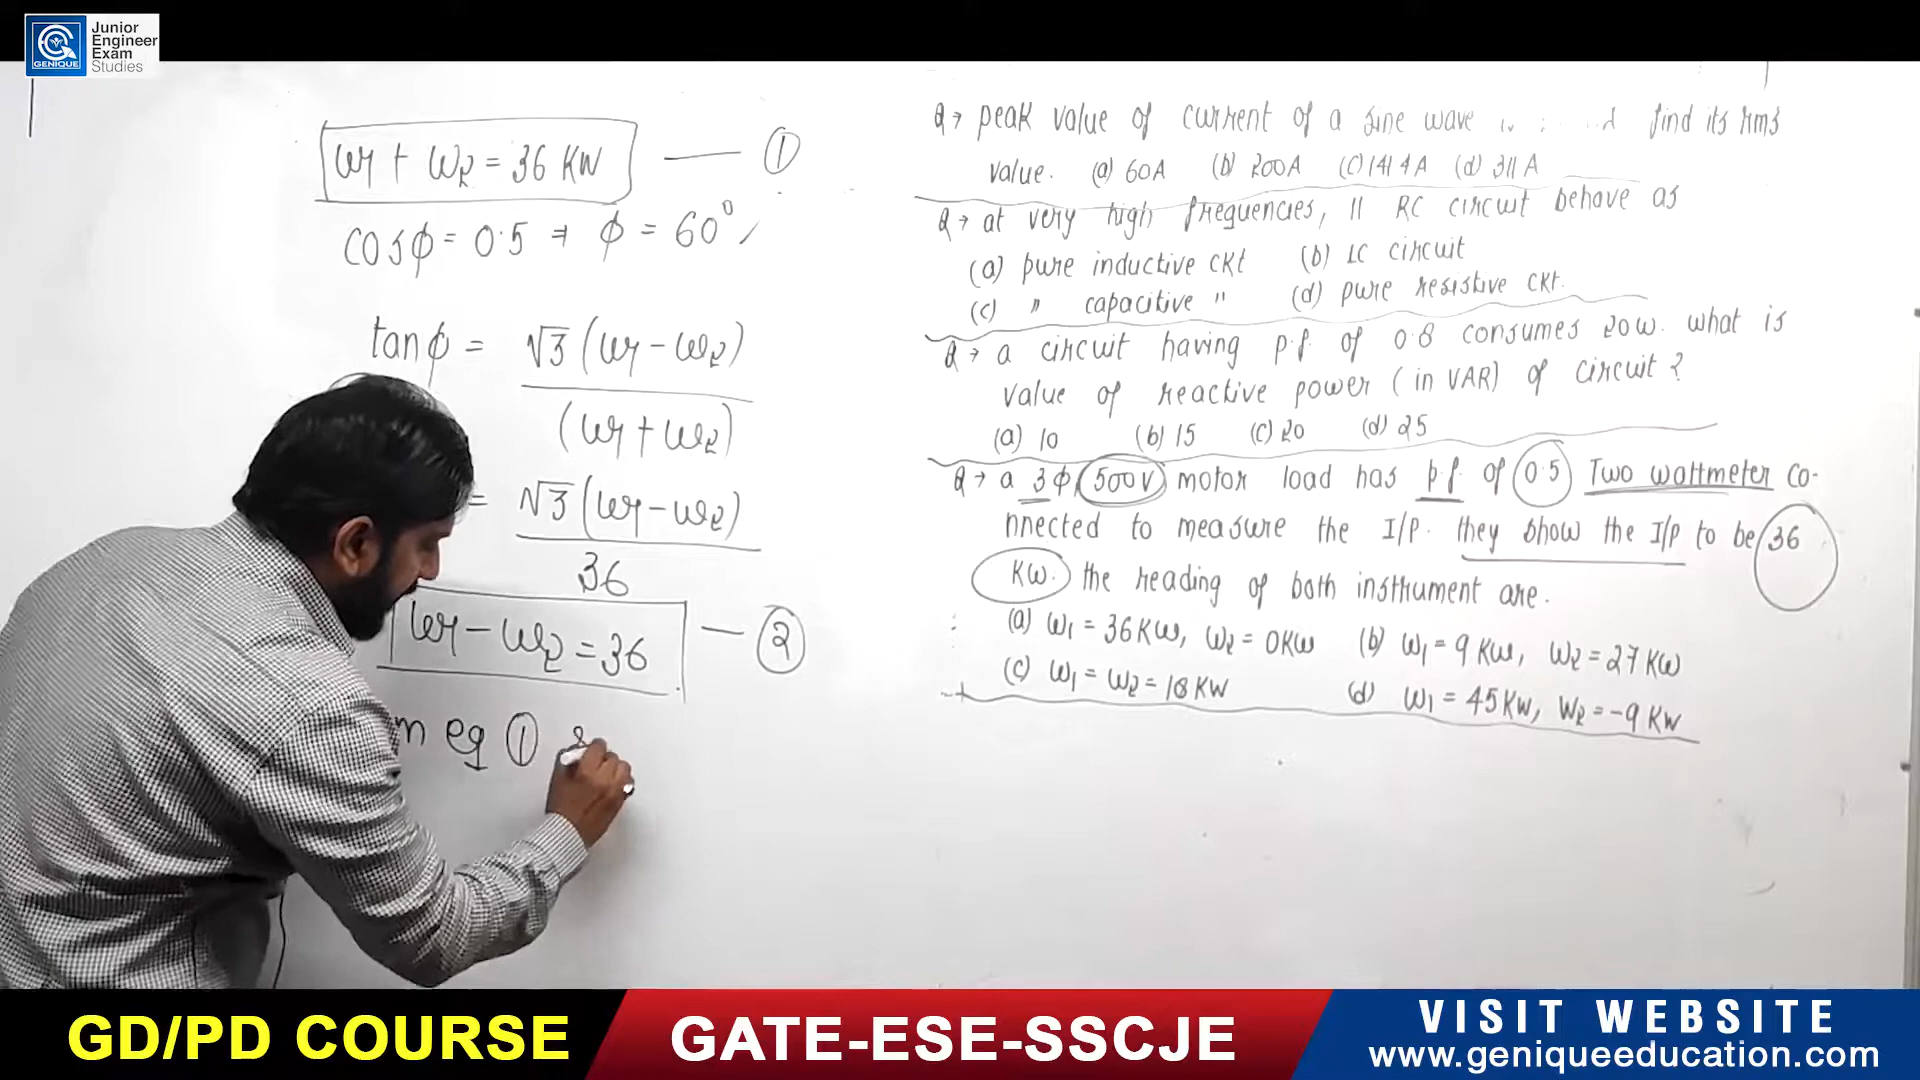 GENIQUE
Junior
Engineer
Exam
Studies
W1 + W2 = 36 KW — ①
cosϕ = 0.5 ⇒ ϕ = 60°
tanϕ = √3 (W1 - W2)
(W1 + W2)
= √3 (W1 - W2)
36
W1 - W2 = 36 — ②
m eq ① &
Q → peak value of current of a sine wave find its rms
value. (a) 60A (b) 200A (c) 141.4A (d) 311 A
Q → at very high frequencies, || RC circuit behave as
(a) pure inductive ckt (b) LC circuit
(c) " capacitive " (d) pure resistive ckt.
Q → a circuit having p.f. of 0.8 consumes 20W. what is
value of reactive power (in VAR) of circuit?
(a) 10 (b) 15 (c) 20 (d) 25
Q → a 3ϕ, 500V motor load has p.f. of 0.5 Two wattmeter co-
nnected to measure the I/P. they show the I/P to be 36
KW. the reading of both instrument are.
(a) W1 = 36KW, W2 = 0KW (b) W1 = 9 KW, W2 = 27 KW
(c) W1 = W2 = 18 KW (d) W1 = 45 KW, W2 = -9 KW
GD/PD COURSE
GATE-ESE-SSCJE
VISIT WEBSITE
www.geniqueeducation.com